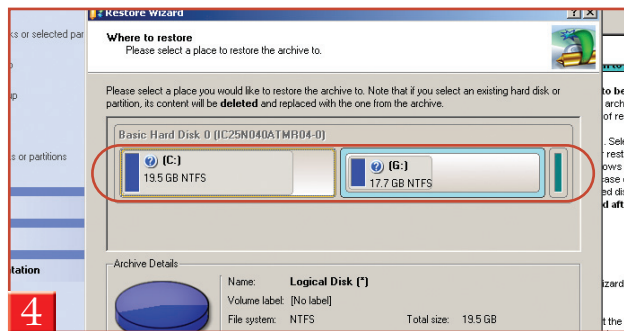 Restore Wizard
ks or selected par
Where to restore
Please select a place to restore the archive to.
Please select a place you would like to restore the archive to. Note that if you select an existing hard disk or
partition, its content will be deleted and replaced with the one from the archive.
Basic Hard Disk 0 (IC25N040ATMR04-0)
(C:)
19.5 GB NTFS
(G:)
17.7 GB NTFS
up
s or partitions
tation
Archive Details
Name: Logical Disk (*)
Volume label: [No label]
File system: NTFS Total size: 19.5 GB
to be
arch
of re
. Sele
rest
ows
case
ed dis
d aft
izard
t the
4